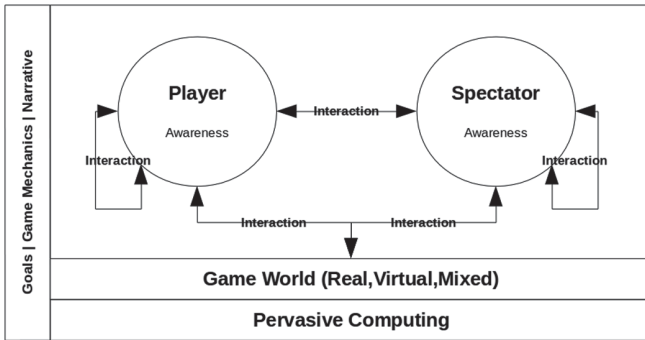 Goals | Game Mechanics | Narrative
Player
Awareness
Spectator
Awareness
Interaction
Interaction
Interaction
Interaction
Interaction
Game World (Real,Virtual,Mixed)
Pervasive Computing